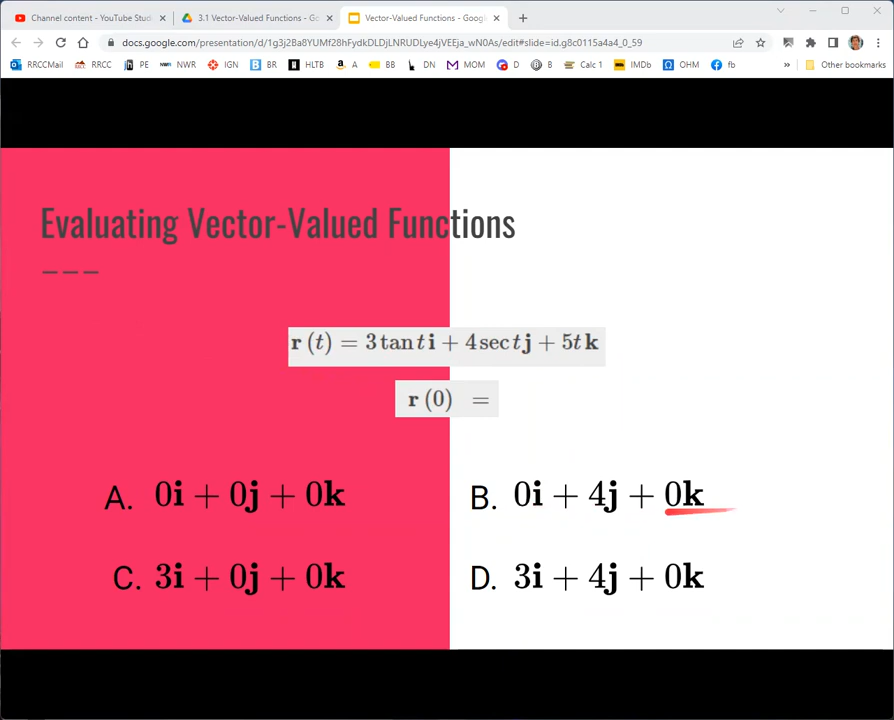 Channel content - YouTube Stud
3.1 Vector-Valued Functions - Go
Vector-Valued Functions - Googl
docs.google.com/presentation/d/1g3j2Ba8YUMf28hFydkDLDjLNRUDLye4jVEEja_wN0As/edit#slide=id.g8c0115a4a4_0_59
RRCCMail RRCC PE NWR IGN BR HLTB A BB DN MOM D B Calc 1 IMDb OHM fb » Other bookmarks
Evaluating Vector-Valued Functions
–––
r (t) = 3 tan t i + 4 sec t j + 5t k
r (0) =
A. 0i + 0j + 0k
B. 0i + 4j + 0k
C. 3i + 0j + 0k
D. 3i + 4j + 0k